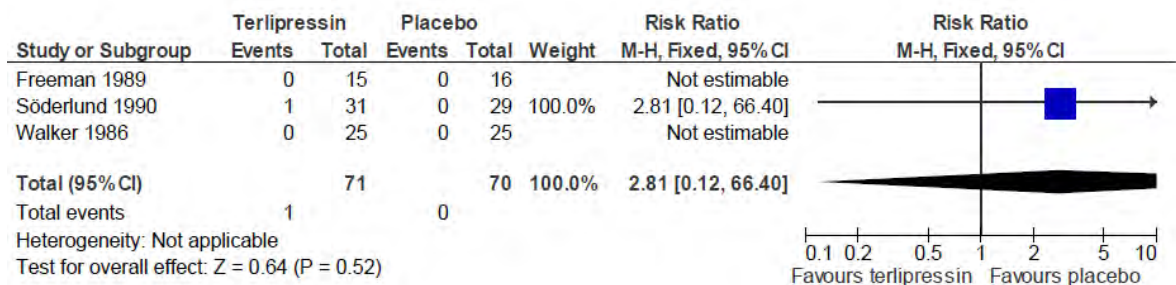 Terlipressin Placebo Risk Ratio Risk Ratio
Study or Subgroup Events Total Events Total Weight M-H, Fixed, 95% CI M-H, Fixed, 95% CI
Freeman 1989 0 15 0 16 Not estimable
Söderlund 1990 1 31 0 29 100.0% 2.81 [0.12, 66.40]
Walker 1986 0 25 0 25 Not estimable
Total (95% CI) 71 70 100.0% 2.81 [0.12, 66.40]
Total events 1 0
Heterogeneity: Not applicable
Test for overall effect: Z = 0.64 (P = 0.52)
0.1 0.2 0.5 1 2 5 10
Favours terlipressin Favours placebo